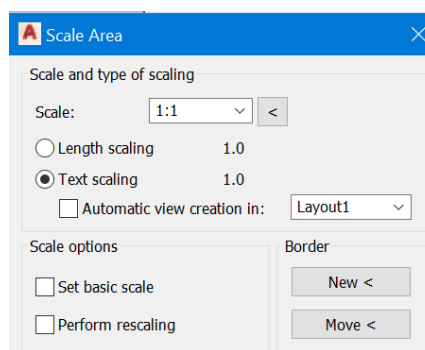 Scale Area
Scale and type of scaling
Scale: 1:1 <
Length scaling 1.0
Text scaling 1.0
Automatic view creation in: Layout1
Scale options Border
Set basic scale New <
Perform rescaling Move <